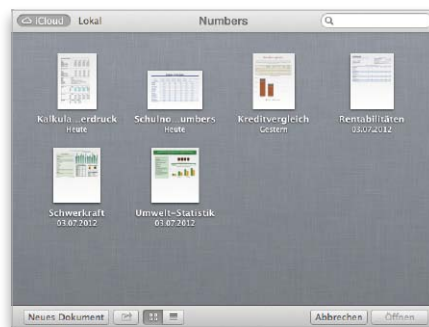 iCloud Lokal Numbers
Kalkula...erdruck Schulno...umbers Kreditvergleich Rentabilitäten
Heute Heute Gestern 03.07.2012
Schwerkraft Umwelt-Statistik
03.07.2012 03.07.2012
Neues Dokument Abbrechen Öffnen